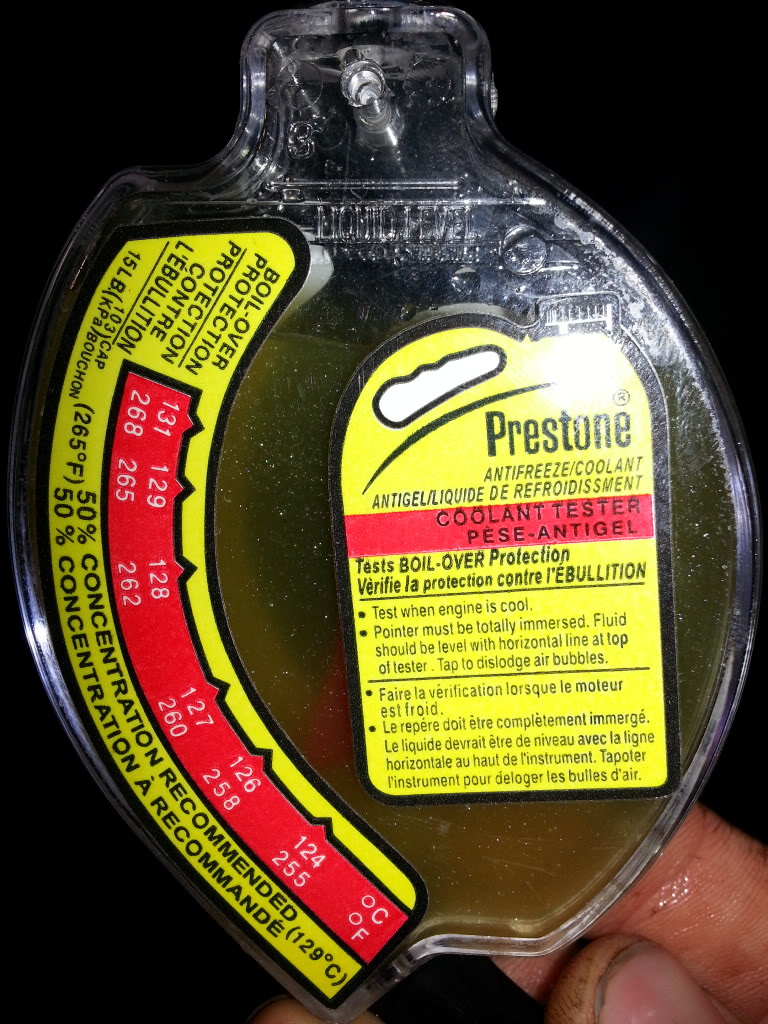 LIQUID LEVEL
BOIL-OVER
PROTECTION
PROTECTION
CONTRE
L'ÉBULLITION
15LB(103)CAP
KPa/BOUCHON
(265°F) 50% CONCENTRATION RECOMMENDED
50 % CONCENTRATION À RECOMMANDÉ (129°C)
131
268
129
265
128
262
127
260
126
258
124
255
°C
°F
Prestone®
ANTIFREEZE/COOLANT
ANTIGEL/LIQUIDE DE REFROIDISSMENT
COOLANT TESTER
PÈSE-ANTIGEL
Tests BOIL-OVER Protection
Vérifie la protection contre l'ÉBULLITION
• Test when engine is cool.
• Pointer must be totally immersed. Fluid
should be level with horizontal line at top
of tester . Tap to dislodge air bubbles.
• Faire la vérification lorsque le moteur
est froid.
• Le repère doit être complètement immergé.
Le liquide devrait être de niveau avec la ligne
horizontale au haut de l'instrument. Tapoter
l'instrument pour deloger les bulles d'air.